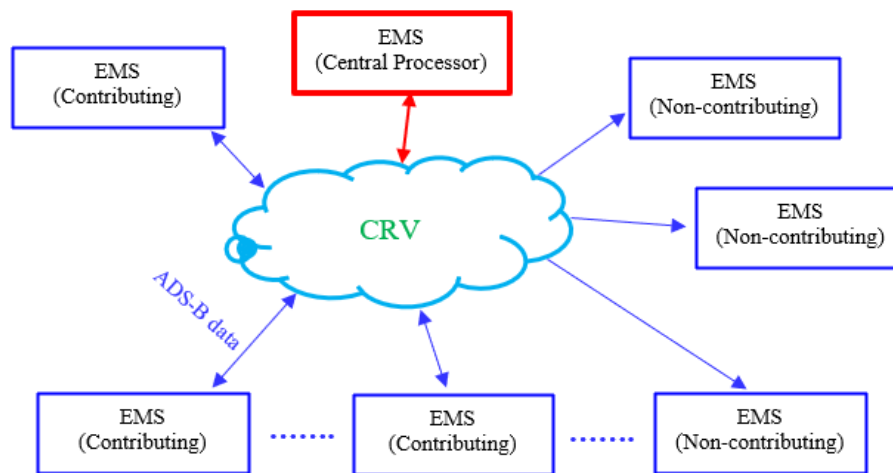 EMS
(Central Processor)
EMS
(Contributing)
EMS
(Non-contributing)
EMS
(Non-contributing)
CRV
ADS-B data
EMS
(Contributing)
EMS
(Contributing)
EMS
(Non-contributing)